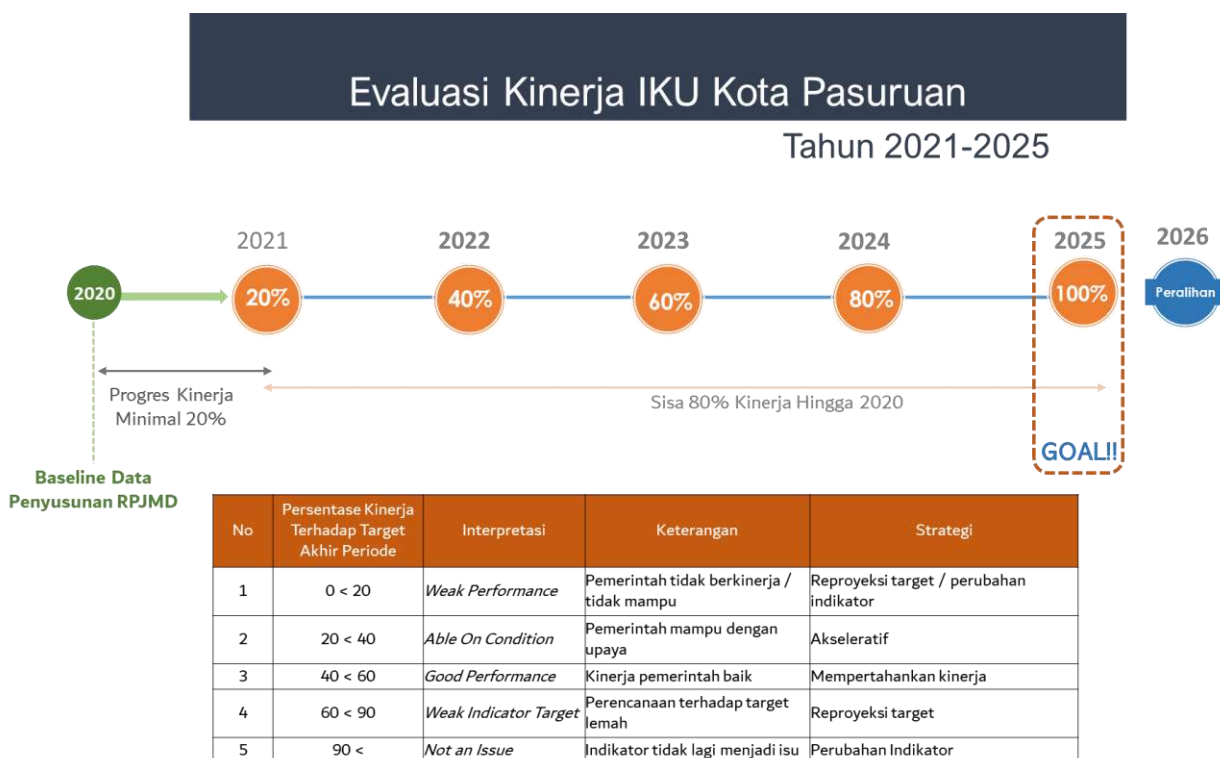 Evaluasi Kinerja IKU Kota Pasuruan
Tahun 2021-2025
2021
2022
2023
2024
2025
2026
2020
20%
40%
60%
80%
100%
Peralihan
Progres Kinerja
Minimal 20%
Sisa 80% Kinerja Hingga 2020
GOAL!!
Baseline Data
Penyusunan RPJMD
No
Persentase Kinerja
Terhadap Target
Akhir Periode
Interpretasi
Keterangan
Strategi
1
0 < 20
Weak Performance
Pemerintah tidak berkinerja /
tidak mampu
Reproyeksi target / perubahan
indikator
2
20 < 40
Able On Condition
Pemerintah mampu dengan
upaya
Akseleratif
3
40 < 60
Good Performance
Kinerja pemerintah baik
Mempertahankan kinerja
4
60 < 90
Weak Indicator Target
Perencanaan terhadap target
lemah
Reproyeksi target
5
90 <
Not an Issue
Indikator tidak lagi menjadi isu
Perubahan Indikator